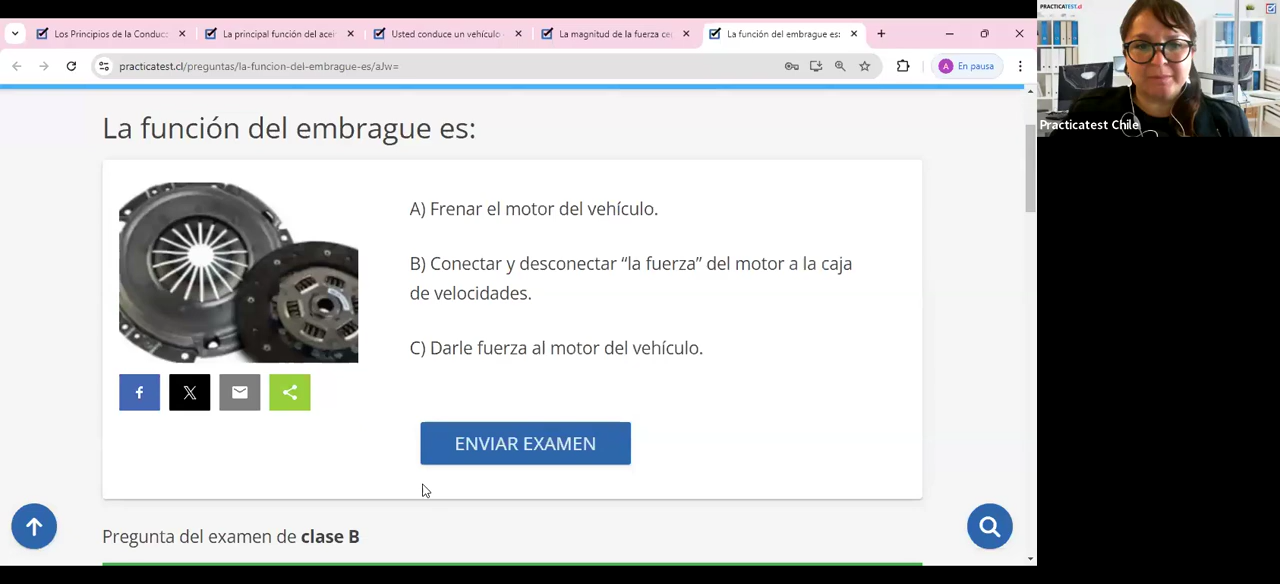 Los Principios de la Conduc
La principal función del acei
Usted conduce un vehículo
La magnitud de la fuerza ce
La función del embrague es:
practicatest.cl/preguntas/la-funcion-del-embrague-es/aJw=
A En pausa
PRACTICATEST.cl
Practicatest Chile
La función del embrague es:
A) Frenar el motor del vehículo.
B) Conectar y desconectar “la fuerza” del motor a la caja
de velocidades.
C) Darle fuerza al motor del vehículo.
ENVIAR EXAMEN
Pregunta del examen de clase B